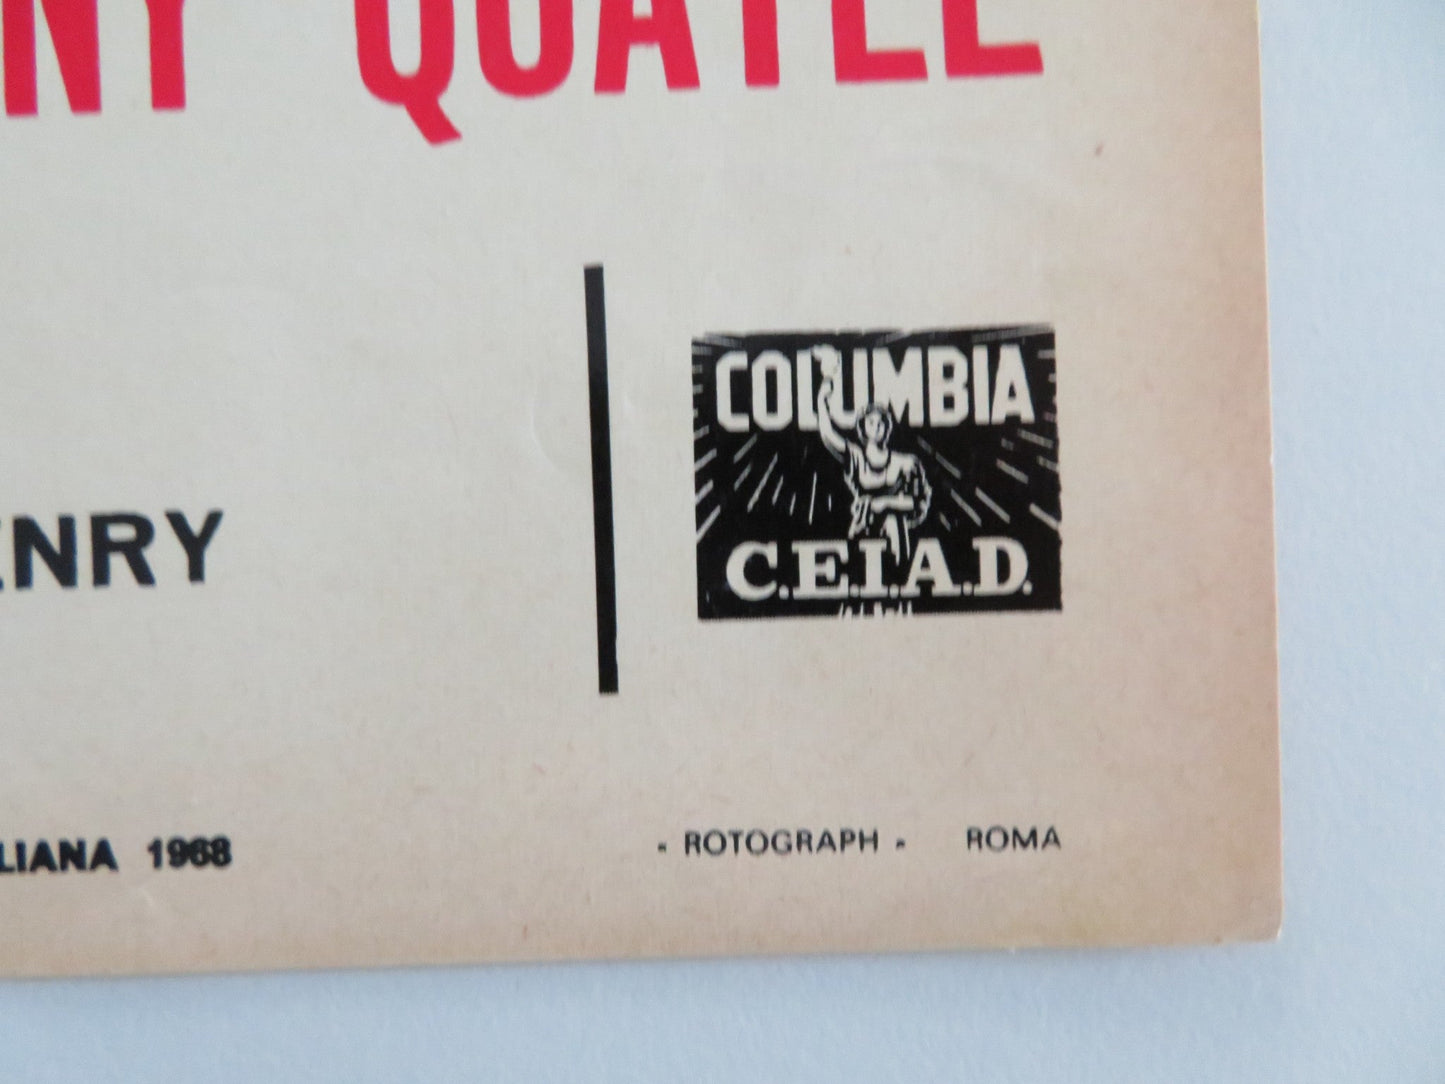 NY QUAYLE
ENRY
COLUMBIA
C.E.I.A.D.
LIANA 1968
- ROTOGRAPH - ROMA